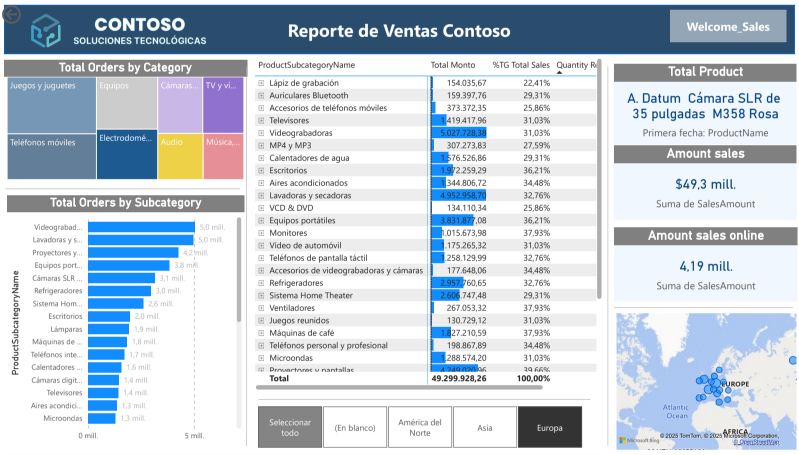 CONTOSO
SOLUCIONES TECNOLÓGICAS
Reporte de Ventas Contoso
Welcome_Sales
Total Orders by Category
Juegos y juguetes
Equipos
Cámaras...
TV y vi...
Teléfonos móviles
Electrodomé...
Audio
Música,...
Total Orders by Subcategory
ProductSubcategoryName
Videograbad... 5,0 mill.
Lavadoras y s... 5,0 mill.
Proyectores y... 4,2 mill.
Equipos port... 3,8 mill.
Cámaras SLR ... 3,1 mill.
Refrigeradores 3,0 mill.
Sistema Hom... 2,6 mill.
Escritorios 2,0 mill.
Lámparas 1,9 mill.
Máquinas de ... 1,8 mill.
Teléfonos inte... 1,7 mill.
Calentadores ... 1,6 mill.
Cámaras digit... 1,4 mill.
Televisores 1,4 mill.
Aires acondici... 1,3 mill.
Microondas 1,3 mill.
0 mill. 5 mill.
ProductSubcategoryName Total Monto %TG Total Sales Quantity R
Lápiz de grabación 154.035,67 22,41%
Auriculares Bluetooth 159.397,76 29,31%
Accesorios de teléfonos móviles 373.372,35 25,86%
Televisores 1.419.417,96 31,03%
Videograbadoras 5.027.728,38 31,03%
MP4 y MP3 307.273,83 27,59%
Calentadores de agua 1.576.526,86 29,31%
Escritorios 1.972.259,29 36,21%
Aires acondicionados 1.344.806,72 34,48%
Lavadoras y secadoras 4.952.958,70 32,76%
VCD & DVD 134.110,34 25,86%
Equipos portátiles 3.831.877,08 36,21%
Monitores 1.015.673,98 37,93%
Vídeo de automóvil 1.175.265,32 31,03%
Teléfonos de pantalla táctil 1.258.129,99 32,76%
Accesorios de videograbadoras y cámaras 177.648,06 34,48%
Refrigeradores 2.957.760,65 32,76%
Sistema Home Theater 2.606.747,48 29,31%
Ventiladores 267.053,32 37,93%
Juegos reunidos 130.729,12 31,03%
Máquinas de café 1.827.210,59 37,93%
Teléfonos personal y profesional 198.867,89 34,48%
Microondas 1.288.574,20 31,03%
Proyectores y pantallas 4.249.020,96 39,66%
Total 49.299.928,26 100,00%
Seleccionar todo
(En blanco)
América del Norte
Asia
Europa
Total Product
A. Datum Cámara SLR de
35 pulgadas M358 Rosa
Primera fecha: ProductName
Amount sales
$49,3 mill.
Suma de SalesAmount
Amount sales online
4,19 mill.
Suma de SalesAmount
EUROPE
Atlantic
Ocean
AFRICA
Microsoft Bing
© 2025 TomTom, © 2025 Microsoft Corporation,
© OpenStreetMap